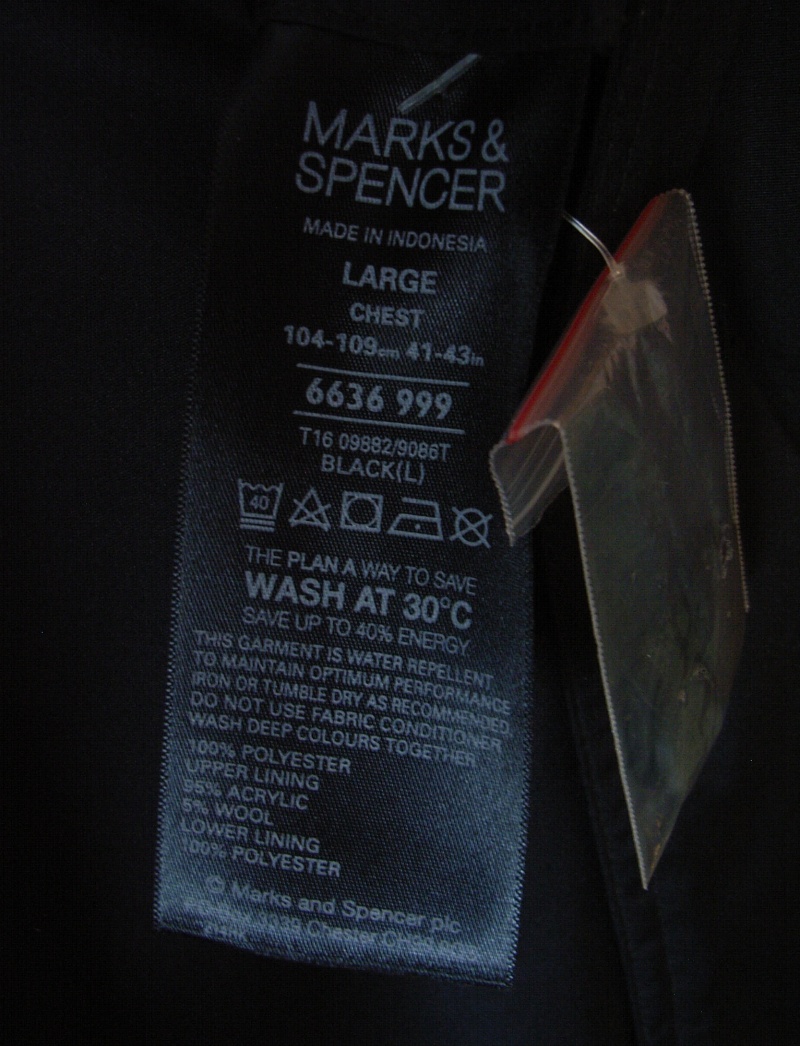 MARKS &
SPENCER
MADE IN INDONESIA
LARGE
CHEST
104-109cm 41-43in
6636 999
T16 09882/9086T
BLACK(L)
40
THE PLAN A WAY TO SAVE
WASH AT 30°C
SAVE UP TO 40% ENERGY
THIS GARMENT IS WATER REPELLENT.
TO MAINTAIN OPTIMUM PERFORMANCE
IRON OR TUMBLE DRY AS RECOMMENDED.
DO NOT USE FABRIC CONDITIONER
WASH DEEP COLOURS TOGETHER
100% POLYESTER
UPPER LINING
95% ACRYLIC
5% WOOL
LOWER LINING
100% POLYESTER
© Marks and Spencer plc
3339 Chester